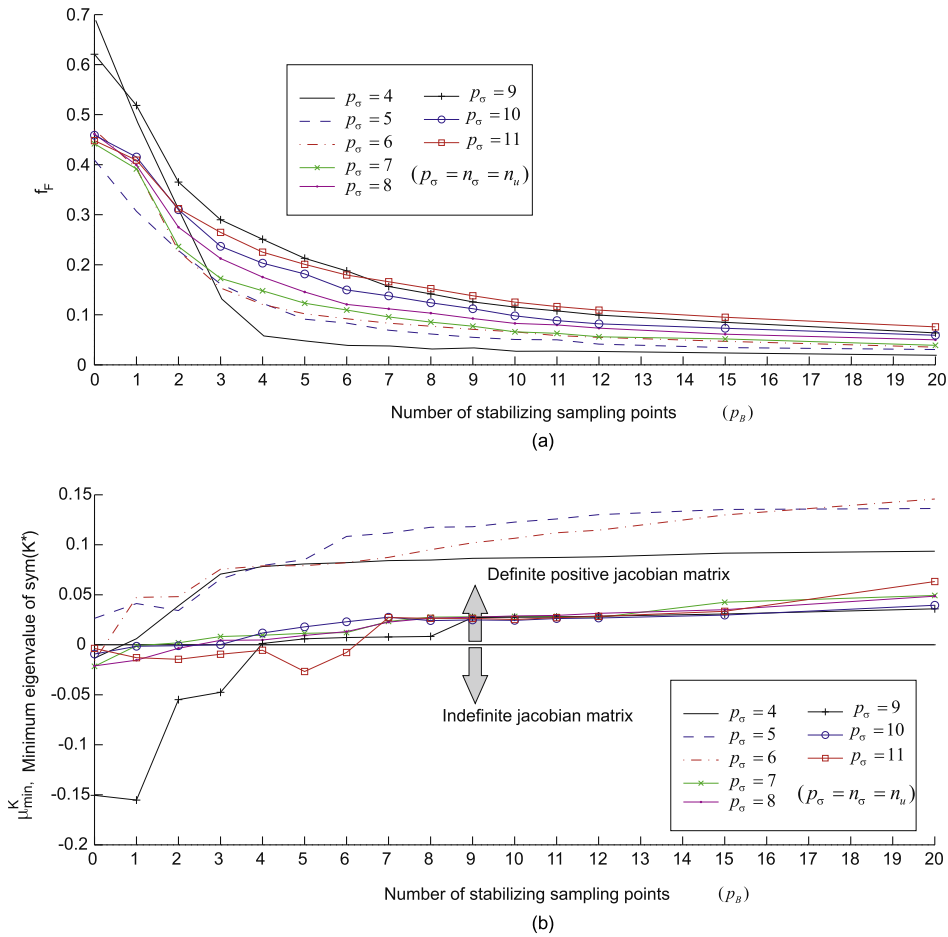 0.7
0.6
0.5
0.4
0.3
0.2
0.1
0
f_F
p_σ = 4
p_σ = 5
p_σ = 6
p_σ = 7
p_σ = 8
p_σ = 9
p_σ = 10
p_σ = 11
(p_σ = n_σ = n_u)
0 1 2 3 4 5 6 7 8 9 10 11 12 13 14 15 16 17 18 19 20
Number of stabilizing sampling points (p_B)
(a)
0.15
0.1
0.05
0
-0.05
-0.1
-0.15
-0.2
μ^K_min, Minimum eigenvalue of sym(K*)
Definite positive jacobian matrix
Indefinite jacobian matrix
p_σ = 4
p_σ = 5
p_σ = 6
p_σ = 7
p_σ = 8
p_σ = 9
p_σ = 10
p_σ = 11
(p_σ = n_σ = n_u)
0 1 2 3 4 5 6 7 8 9 10 11 12 13 14 15 16 17 18 19 20
Number of stabilizing sampling points (p_B)
(b)